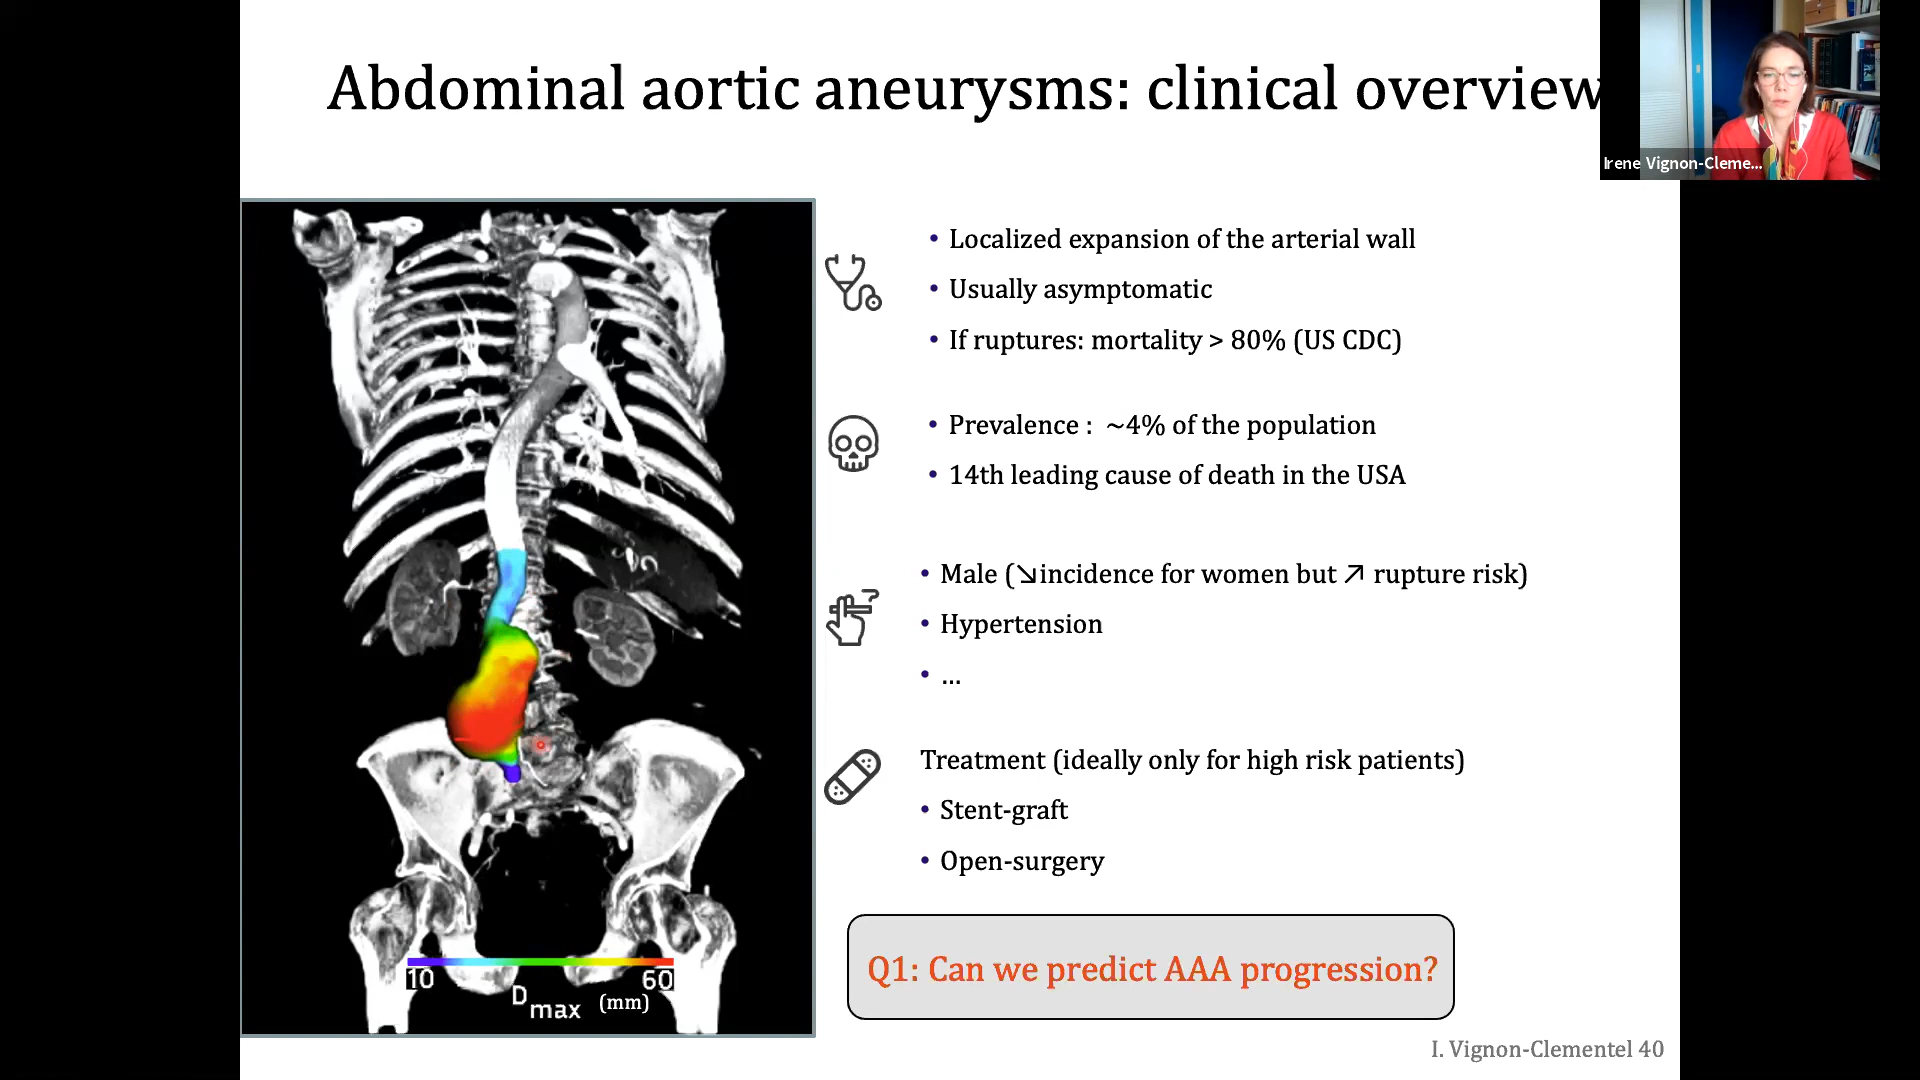 Abdominal aortic aneurysms: clinical overview
Irene Vignon-Cleme...
• Localized expansion of the arterial wall
• Usually asymptomatic
• If ruptures: mortality > 80% (US CDC)
• Prevalence : ~4% of the population
• 14th leading cause of death in the USA
• Male (↘incidence for women but ↗ rupture risk)
• Hypertension
• ...
Treatment (ideally only for high risk patients)
• Stent-graft
• Open-surgery
10 60
Dmax (mm)
Q1: Can we predict AAA progression?
I. Vignon-Clementel 40